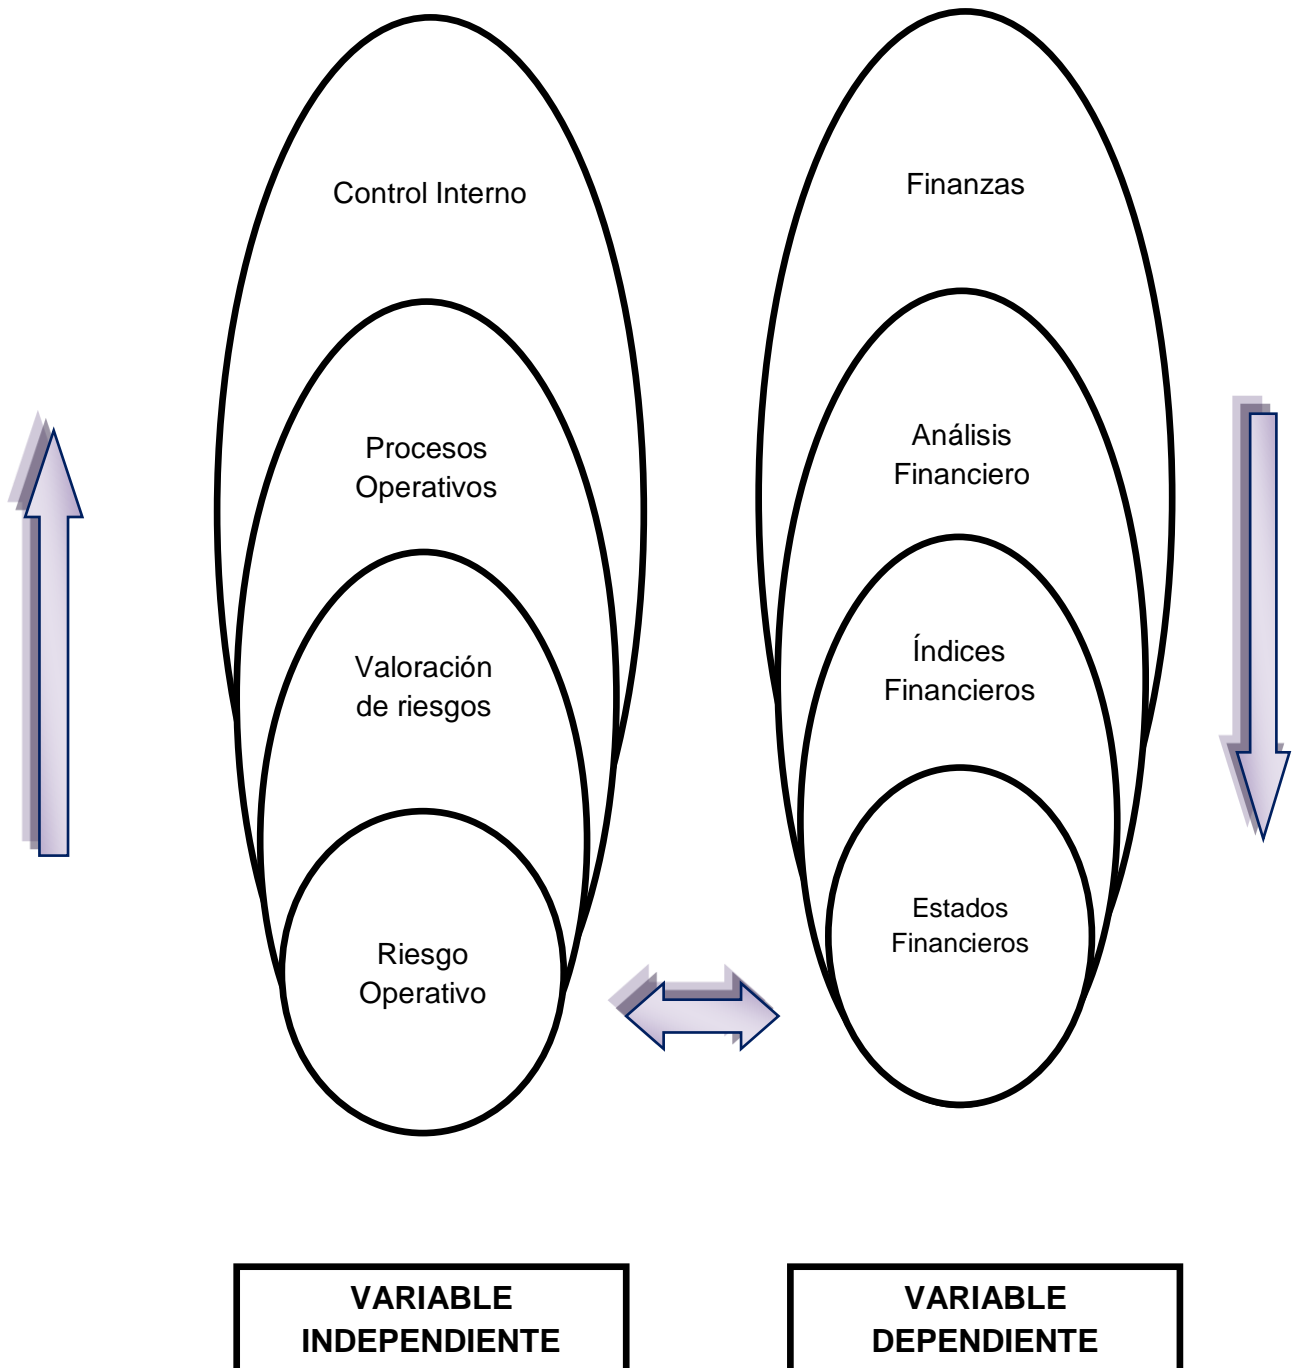 Control Interno
Procesos
Operativos
Valoración
de riesgos
Riesgo
Operativo
Finanzas
Análisis
Financiero
Índices
Financieros
Estados
Financieros
VARIABLE
INDEPENDIENTE
VARIABLE
DEPENDIENTE